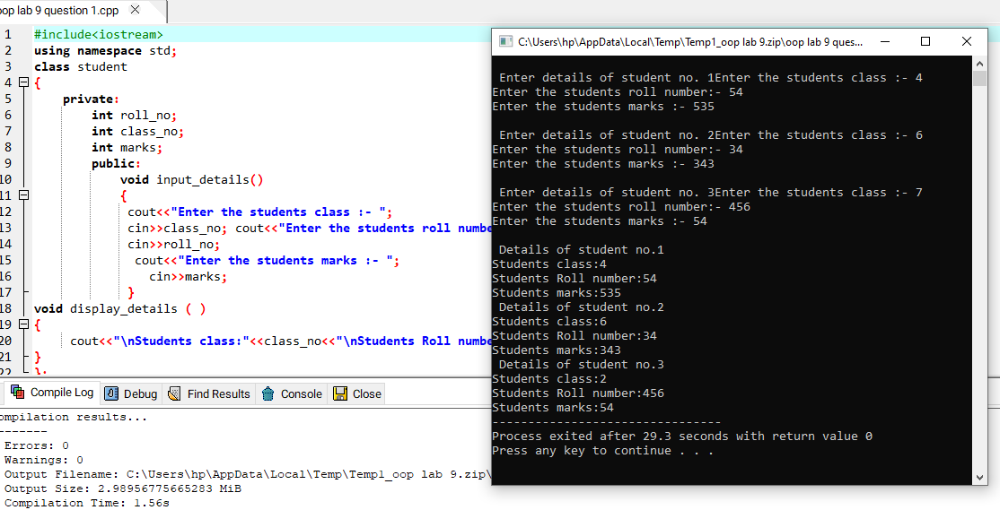 oop lab 9 question 1.cpp
1 #include<iostream>
2 using namespace std;
3 class student
4 {
5 private:
6 int roll_no;
7 int class_no;
8 int marks;
9 public:
10 void input_details()
11 {
12 cout<<"Enter the students class :- ";
13 cin>>class_no; cout<<"Enter the students roll numbe
14 cin>>roll_no;
15 cout<<"Enter the students marks :- ";
16 cin>>marks;
17 }
18 void display_details ( )
19 {
20 cout<<"\nStudents class:"<<class_no<<"\nStudents Roll numbe
21 }
22 };
Compile Log Debug Find Results Console Close
ompilation results...
-------
Errors: 0
Warnings: 0
Output Filename: C:\Users\hp\AppData\Local\Temp\Temp1_oop lab 9.zip\
Output Size: 2.98956775665283 MiB
Compilation Time: 1.56s
C:\Users\hp\AppData\Local\Temp\Temp1_oop lab 9.zip\oop lab 9 ques...
Enter details of student no. 1Enter the students class :- 4
Enter the students roll number:- 54
Enter the students marks :- 535
Enter details of student no. 2Enter the students class :- 6
Enter the students roll number:- 34
Enter the students marks :- 343
Enter details of student no. 3Enter the students class :- 7
Enter the students roll number:- 456
Enter the students marks :- 54
Details of student no.1
Students class:4
Students Roll number:54
Students marks:535
Details of student no.2
Students class:6
Students Roll number:34
Students marks:343
Details of student no.3
Students class:2
Students Roll number:456
Students marks:54
--------------------------------
Process exited after 29.3 seconds with return value 0
Press any key to continue . . .